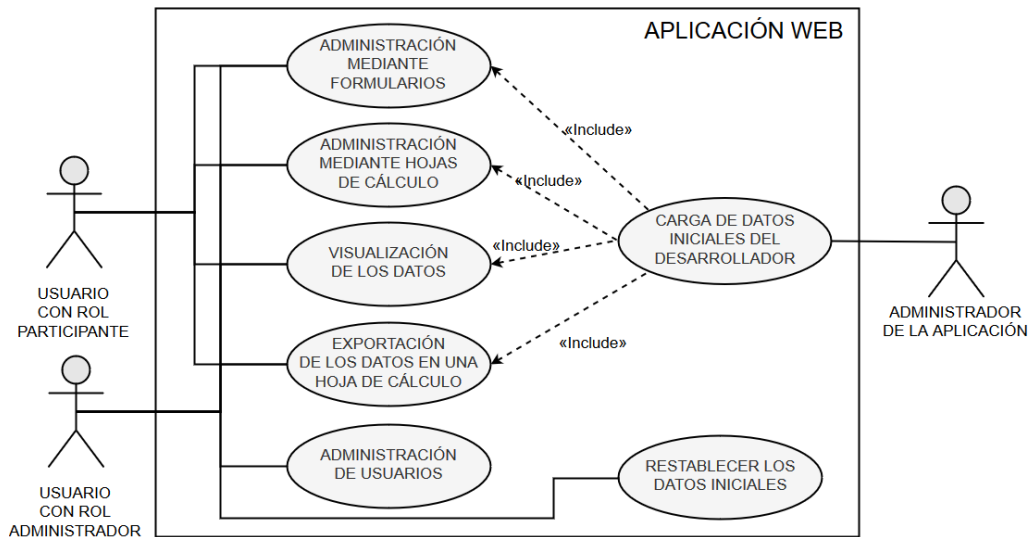 APLICACIÓN WEB
ADMINISTRACIÓN
MEDIANTE
FORMULARIOS
«Include»
ADMINISTRACIÓN
MEDIANTE HOJAS
DE CÁLCULO
«Include»
VISUALIZACIÓN
DE LOS DATOS
«Include»
CARGA DE DATOS
INICIALES DEL
DESARROLLADOR
USUARIO
CON ROL
PARTICIPANTE
ADMINISTRADOR
DE LA APLICACIÓN
EXPORTACIÓN
DE LOS DATOS EN UNA
HOJA DE CÁLCULO
«Include»
ADMINISTRACIÓN
DE USUARIOS
RESTABLECER LOS
DATOS INICIALES
USUARIO
CON ROL
ADMINISTRADOR